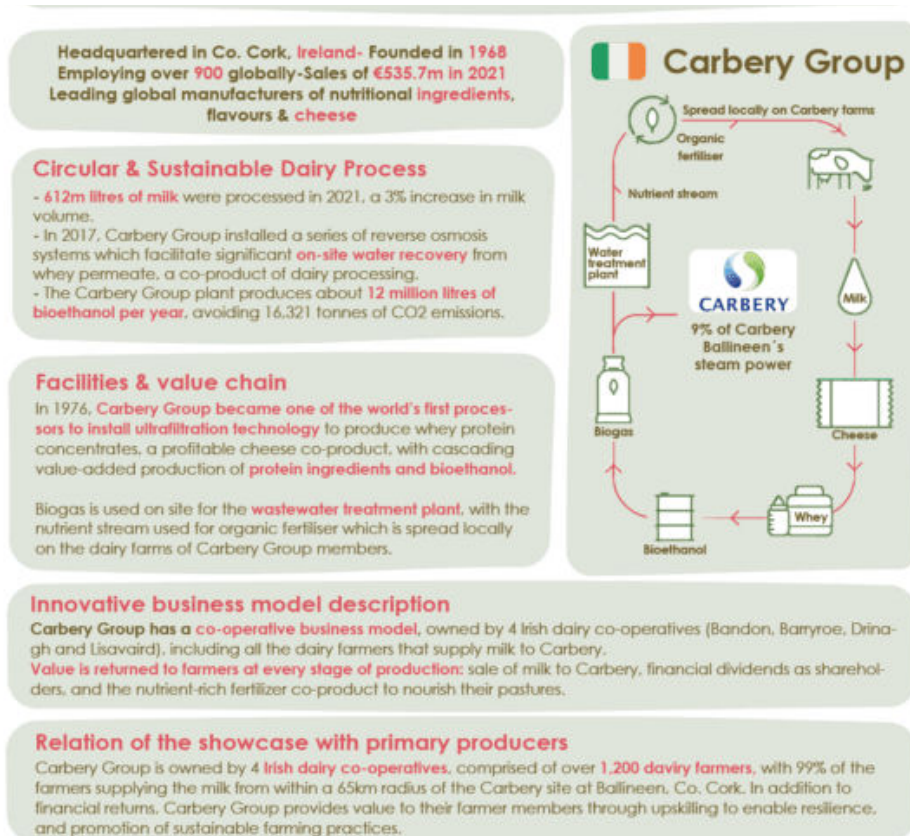 Headquartered in Co. Cork, Ireland- Founded in 1968
Employing over 900 globally-Sales of €535.7m in 2021
Leading global manufacturers of nutritional ingredients,
flavours & cheese
Circular & Sustainable Dairy Process
- 612m litres of milk were processed in 2021, a 3% increase in milk
volume.
- In 2017, Carbery Group installed a series of reverse osmosis
systems which facilitate significant on-site water recovery from
whey permeate, a co-product of dairy processing.
- The Carbery Group plant produces about 12 million litres of
bioethanol per year, avoiding 16,321 tonnes of CO2 emissions.
Facilities & value chain
In 1976, Carbery Group became one of the world's first proces-
sors to install ultrafiltration technology to produce whey protein
concentrates, a profitable cheese co-product, with cascading
value-added production of protein ingredients and bioethanol.
Biogas is used on site for the wastewater treatment plant, with the
nutrient stream used for organic fertiliser which is spread locally
on the dairy farms of Carbery Group members.
Carbery Group
Spread locally on Carbery farms
Organic
fertiliser
Nutrient stream
Water
treatment
plant
CARBERY
9% of Carbery
Ballineen´s
steam power
Milk
Biogas
Cheese
Whey
Bioethanol
Innovative business model description
Carbery Group has a co-operative business model, owned by 4 Irish dairy co-operatives (Bandon, Barryroe, Drina-
gh and Lisavaird), including all the dairy farmers that supply milk to Carbery.
Value is returned to farmers at every stage of production: sale of milk to Carbery, financial dividends as sharehol-
ders, and the nutrient-rich fertilizer co-product to nourish their pastures.
Relation of the showcase with primary producers
Carbery Group is owned by 4 Irish dairy co-operatives, comprised of over 1,200 daviry farmers, with 99% of the
farmers supplying the milk from within a 65km radius of the Carbery site at Ballineen, Co. Cork. In addition to
financial returns, Carbery Group provides value to their farmer members through upskilling to enable resilience,
and promotion of sustainable farming practices.